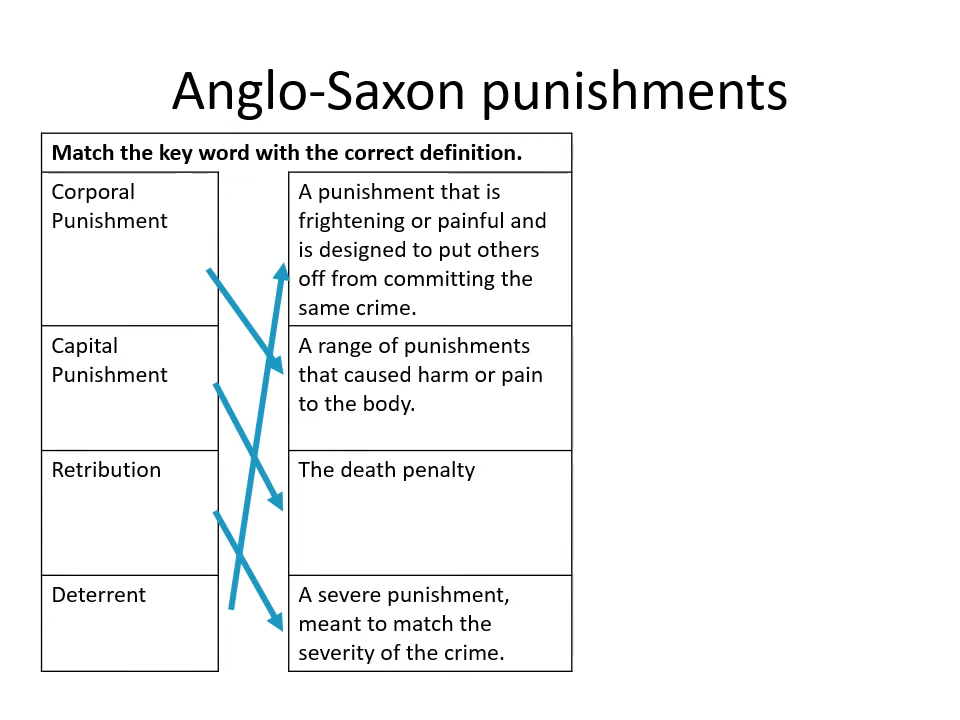 Anglo-Saxon punishments
Match the key word with the correct definition.
Corporal
Punishment
A punishment that is
frightening or painful and
is designed to put others
off from committing the
same crime.
Capital
Punishment
A range of punishments
that caused harm or pain
to the body.
Retribution
The death penalty
Deterrent
A severe punishment,
meant to match the
severity of the crime.